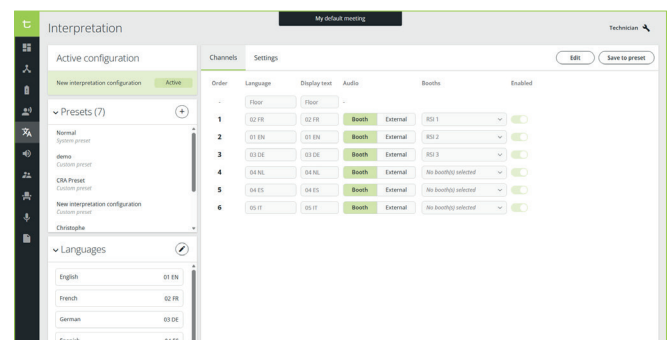 My default meeting
Interpretation
Technician
Active configuration
New interpretation configuration Active
Presets (7)
Normal
System preset
demo
Custom preset
CRA Preset
Custom preset
New interpretation configuration
Custom preset
Christophe
Languages
English 01 EN
French 02 FR
German 03 DE
Channels Settings Edit Save to preset
Order Language Display text Audio Booths Enabled
- Floor Floor -
1 02 FR 02 FR Booth External RSI 1
2 01 EN 01 EN Booth External RSI 2
3 03 DE 03 DE Booth External RSI 3
4 04 NL 04 NL Booth External No booth(s) selected
5 04 ES 04 ES Booth External No booth(s) selected
6 05 IT 05 IT Booth External No booth(s) selected